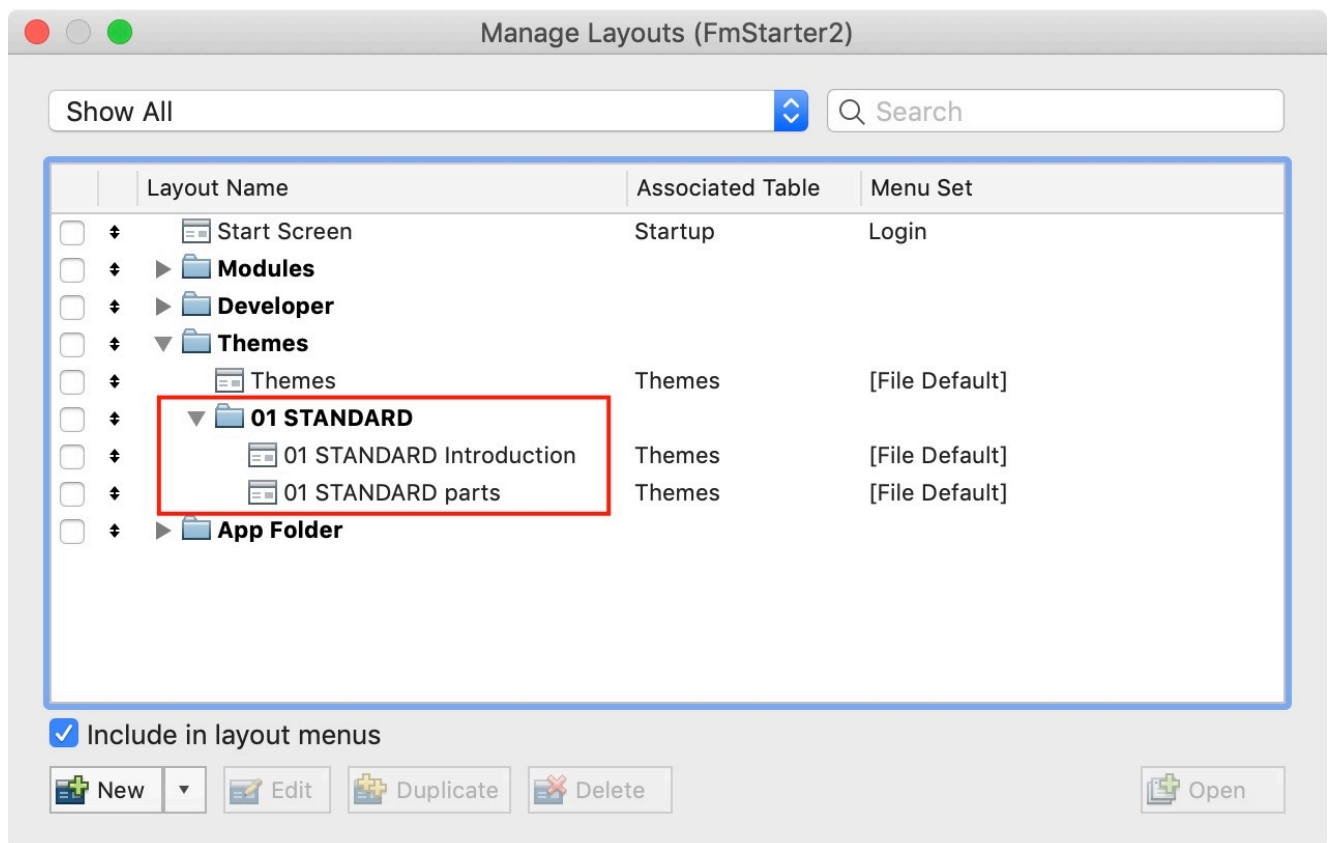 Manage Layouts (FmStarter2)
Show All Search
Layout Name Associated Table Menu Set
Start Screen Startup Login
Modules
Developer
Themes
Themes Themes [File Default]
01 STANDARD
01 STANDARD Introduction Themes [File Default]
01 STANDARD parts Themes [File Default]
App Folder
Include in layout menus
New Edit Duplicate Delete Open